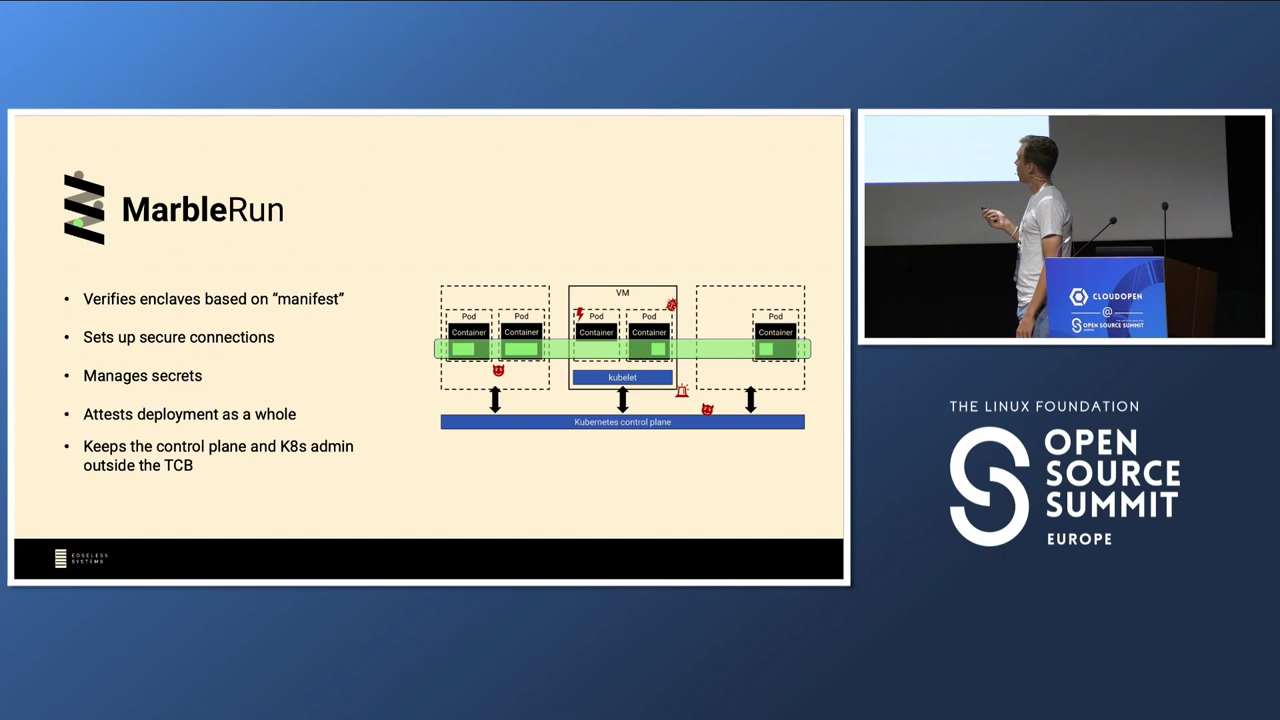 MarbleRun
• Verifies enclaves based on “manifest”
• Sets up secure connections
• Manages secrets
• Attests deployment as a whole
• Keeps the control plane and K8s admin
outside the TCB
VM
Pod
Pod
Pod
Pod
Pod
Container
Container
Container
Container
Container
kubelet
Kubernetes control plane
EDGELESS
SYSTEMS
CLOUDOPEN
@
OPEN SOURCE SUMMIT
THE LINUX FOUNDATION
OPEN
SOURCE
SUMMIT
EUROPE